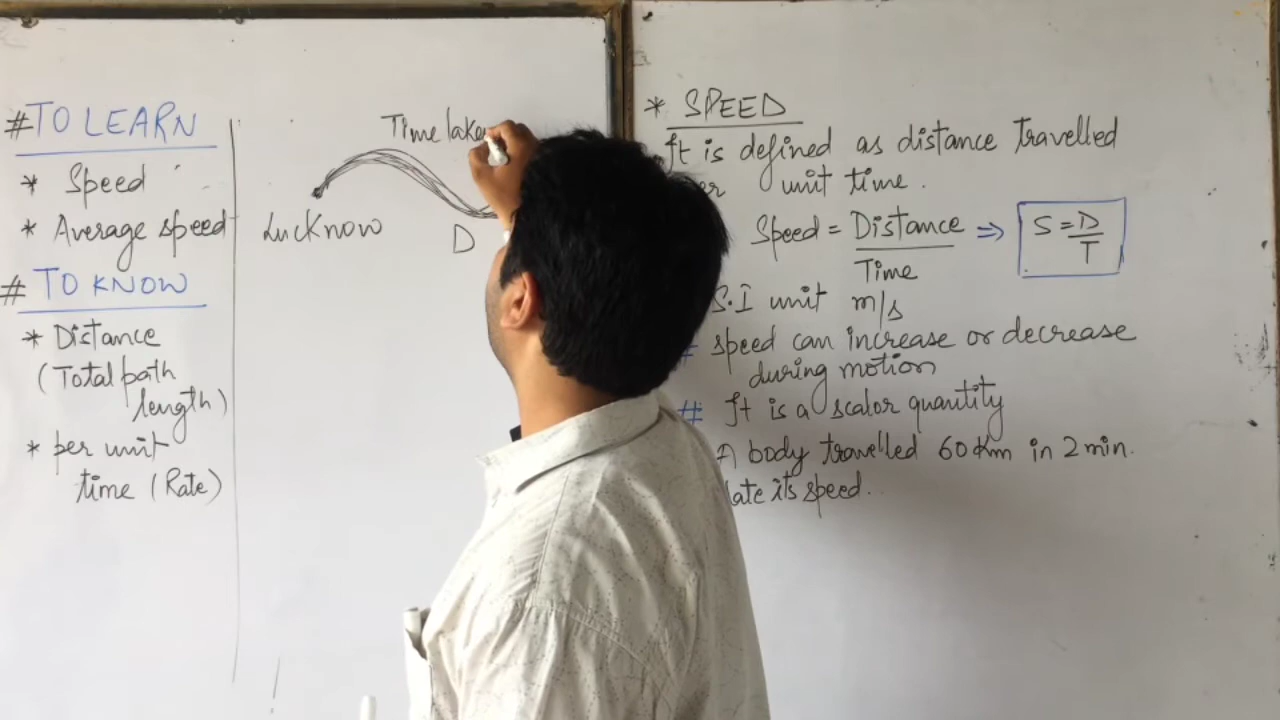 #TO LEARN
* Speed
* Average speed
# TO KNOW
* Distance
(Total path
length)
* per unit
time (Rate)
Time
Lucknow
D
* SPEED
It is defined as distance travelled
unit time.
Speed = Distance/Time ⇒ S = D/T
S.I unit m/s
# speed can increase or decrease
during motion
# It is a scalor quantity
A body travelled 60 Km in 2 min.
its speed..